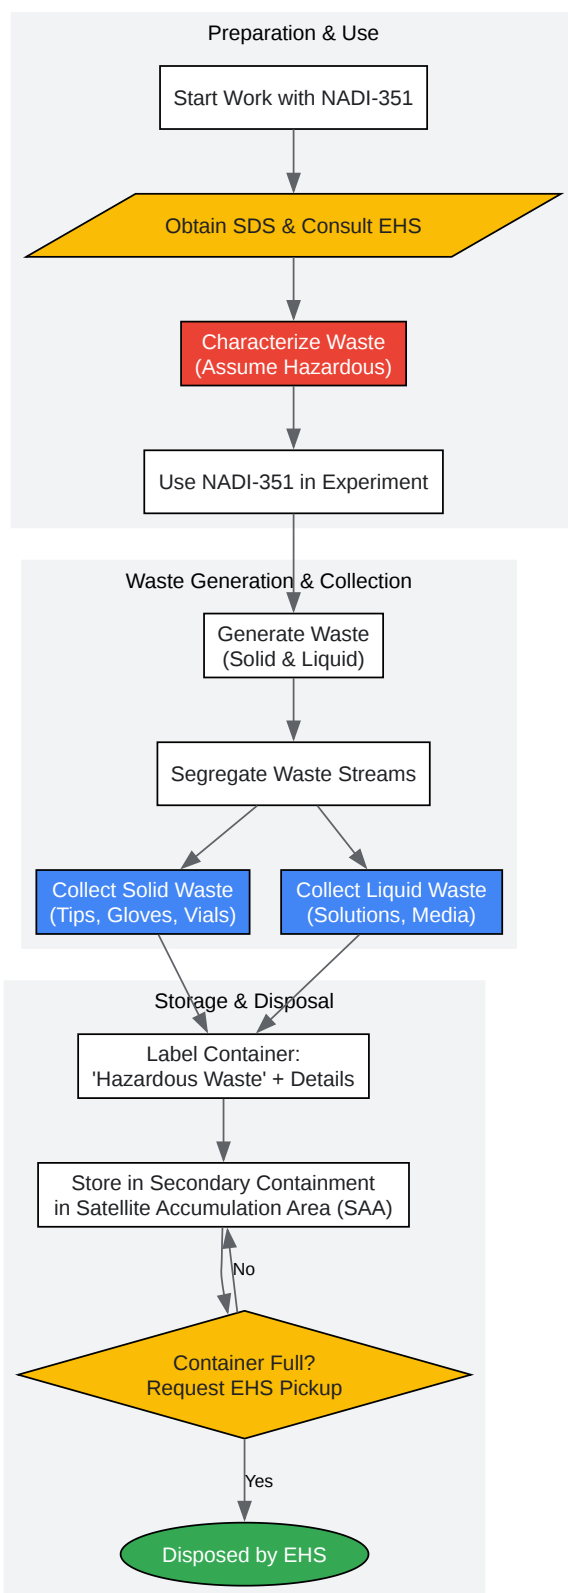 Preparation & Use
Start Work with NADI-351
Obtain SDS & Consult EHS
Characterize Waste
(Assume Hazardous)
Use NADI-351 in Experiment
Waste Generation & Collection
Generate Waste
(Solid & Liquid)
Segregate Waste Streams
Collect Solid Waste
(Tips, Gloves, Vials)
Collect Liquid Waste
(Solutions, Media)
Storage & Disposal
Label Container:
'Hazardous Waste' + Details
Store in Secondary Containment
in Satellite Accumulation Area (SAA)
No
Container Full?
Request EHS Pickup
Yes
Disposed by EHS